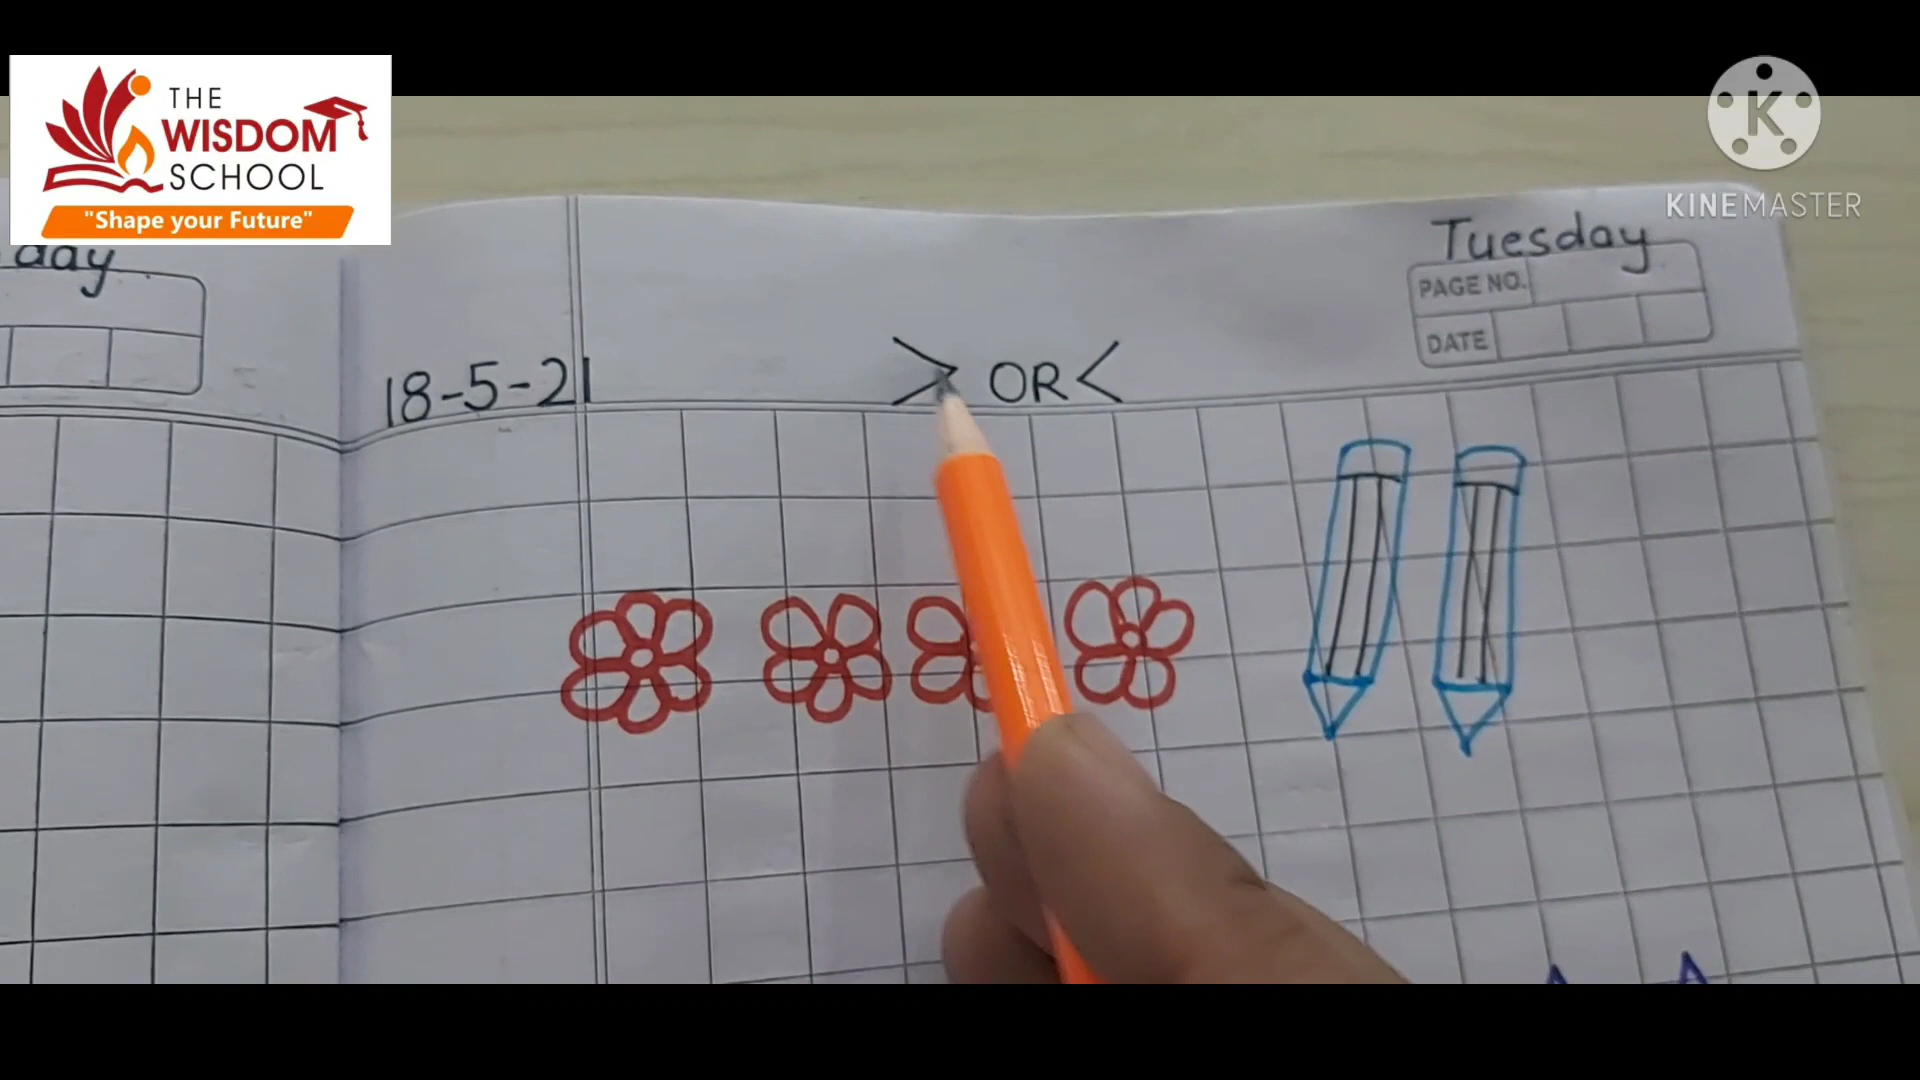 THE
WISDOM
SCHOOL
"Shape your Future"
K
KINEMASTER
day
Tuesday
PAGE NO.
DATE
18-5-21
> OR <